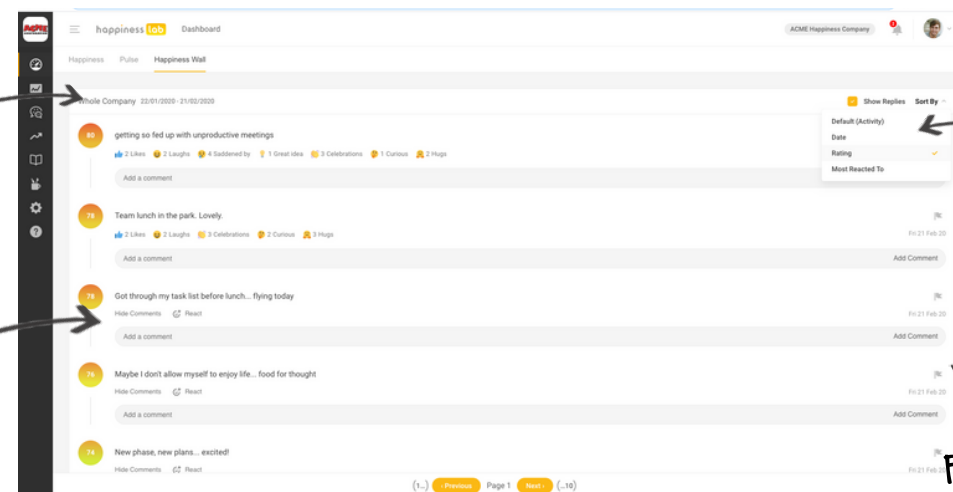 ACME
happiness lab Dashboard ACME Happiness Company
Happiness Pulse Happiness Wall
Whole Company 22/01/2020 - 21/02/2020 Show Replies Sort By
Default (Activity)
Date
Rating
Most Reacted To
80 getting so fed up with unproductive meetings
2 Likes 2 Laughs 4 Saddened by 1 Great idea 3 Celebrations 1 Curious 2 Hugs
Add a comment
78 Team lunch in the park. Lovely.
2 Likes 2 Laughs 3 Celebrations 2 Curious 3 Hugs Fri 21 Feb 20
Add a comment Add Comment
78 Got through my task list before lunch... flying today
Hide Comments React Fri 21 Feb 20
Add a comment Add Comment
76 Maybe I don't allow myself to enjoy life... food for thought
Hide Comments React Fri 21 Feb 20
Add a comment Add Comment
74 New phase, new plans... excited!
Hide Comments React Fri 21 Feb 20
(1...) ‹ Previous Page 1 Next › (...10)